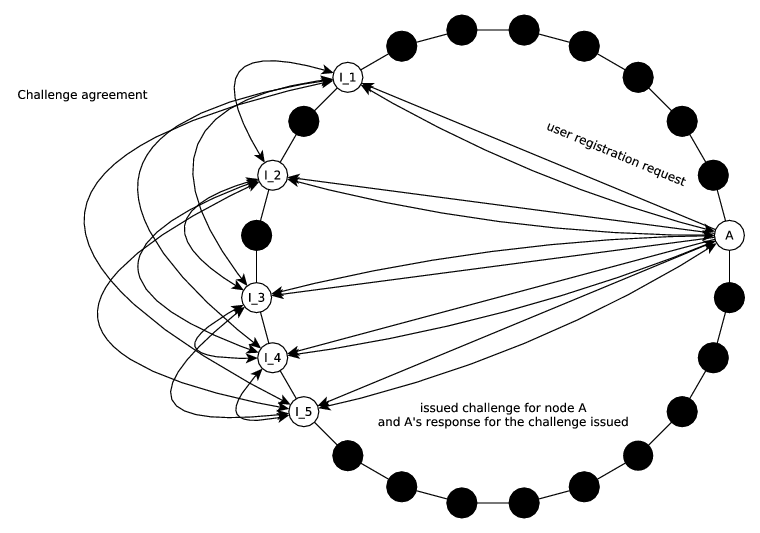 I_1
Challenge agreement
user registration request
I_2
A
I_3
I_4
I_5
issued challenge for node A
and A's response for the challenge issued